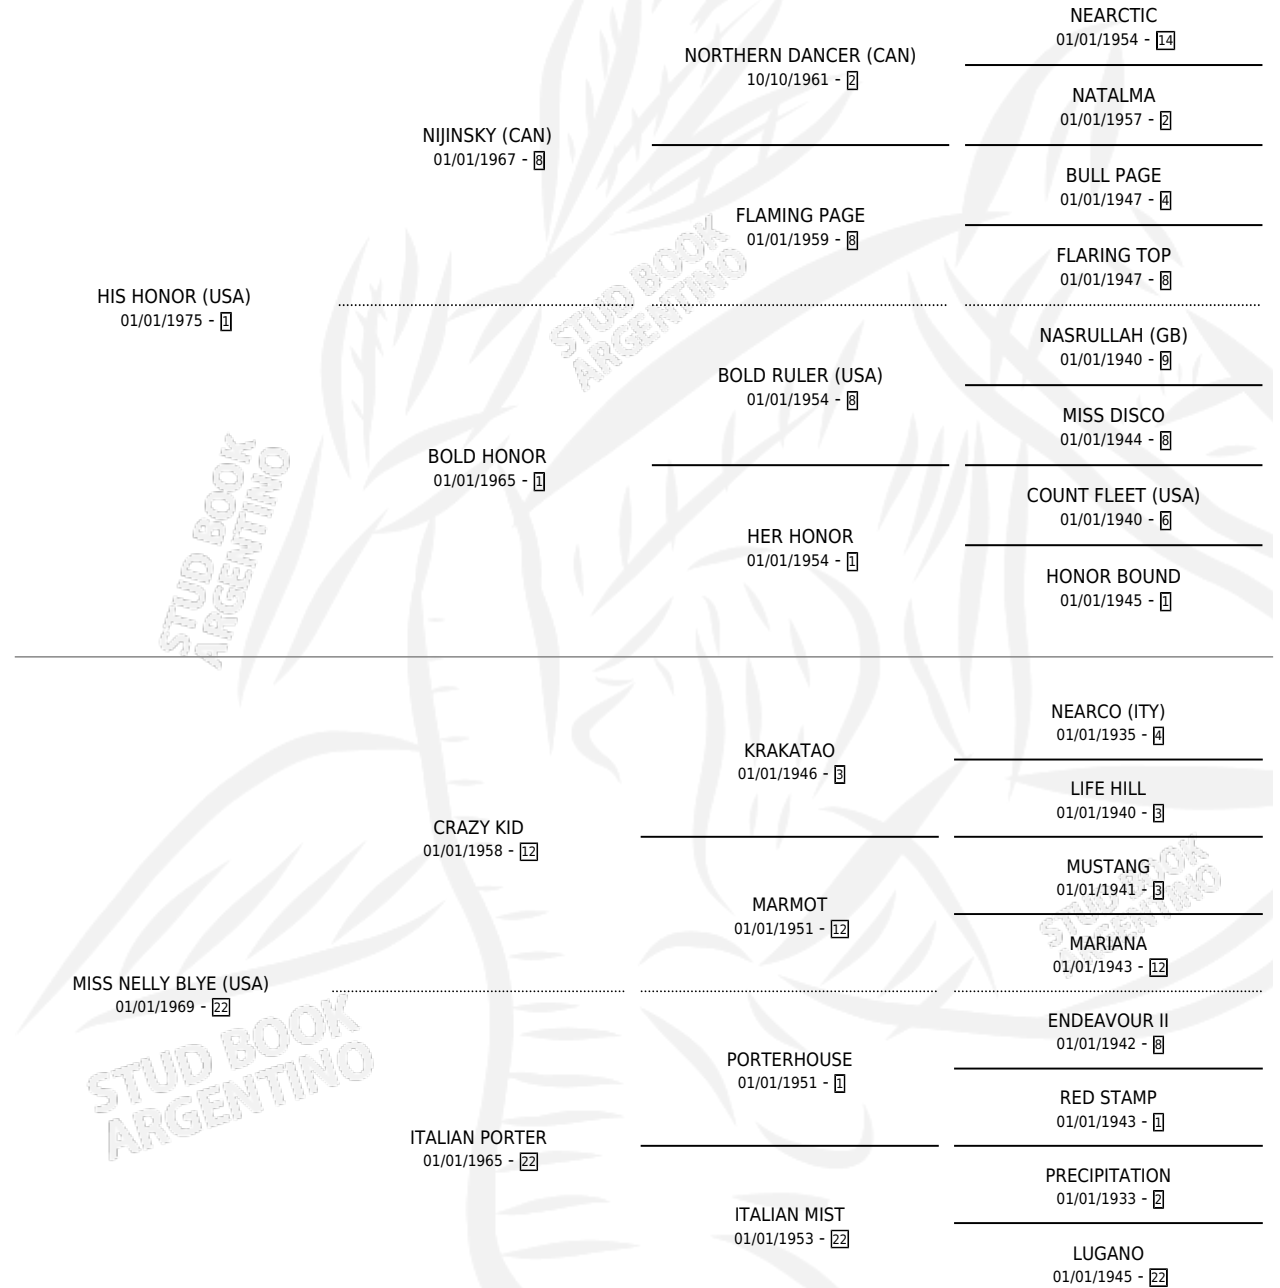 NEARCTIC
01/01/1954 - 14
NORTHERN DANCER (CAN)
10/10/1961 - 2
NATALMA
01/01/1957 - 2
NIJINSKY (CAN)
01/01/1967 - 8
BULL PAGE
01/01/1947 - 4
FLAMING PAGE
01/01/1959 - 8
FLARING TOP
01/01/1947 - 8
HIS HONOR (USA)
01/01/1975 - 1
STUD BOOK
ARGENTINO
NASRULLAH (GB)
01/01/1940 - 9
BOLD RULER (USA)
01/01/1954 - 8
MISS DISCO
01/01/1944 - 8
BOLD HONOR
01/01/1965 - 1
COUNT FLEET (USA)
01/01/1940 - 6
HER HONOR
01/01/1954 - 1
HONOR BOUND
01/01/1945 - 1
STUD BOOK
ARGENTINO
NEARCO (ITY)
01/01/1935 - 4
KRAKATAO
01/01/1946 - 3
LIFE HILL
01/01/1940 - 3
CRAZY KID
01/01/1958 - 12
MUSTANG
01/01/1941 - 3
MARMOT
01/01/1951 - 12
MARIANA
01/01/1943 - 12
STUD BOOK
ARGENTINO
MISS NELLY BLYE (USA)
01/01/1969 - 22
STUD BOOK
ARGENTINO
ENDEAVOUR II
01/01/1942 - 8
PORTERHOUSE
01/01/1951 - 1
RED STAMP
01/01/1943 - 1
ITALIAN PORTER
01/01/1965 - 22
PRECIPITATION
01/01/1933 - 2
ITALIAN MIST
01/01/1953 - 22
LUGANO
01/01/1945 - 22